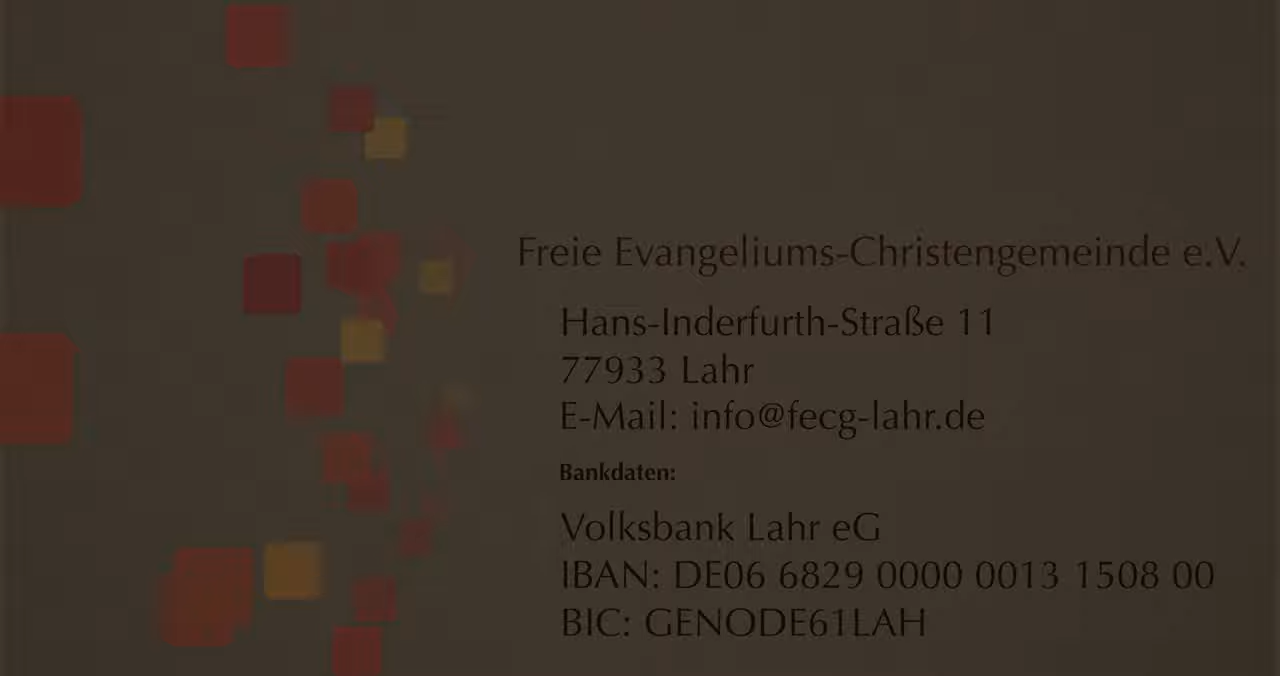 Freie Evangeliums-Christengemeinde e.V.
Hans-Inderfurth-Straße 11
77933 Lahr
E-Mail: info@fecg-lahr.de
Bankdaten:
Volksbank Lahr eG
IBAN: DE06 6829 0000 0013 1508 00
BIC: GENODE61LAH